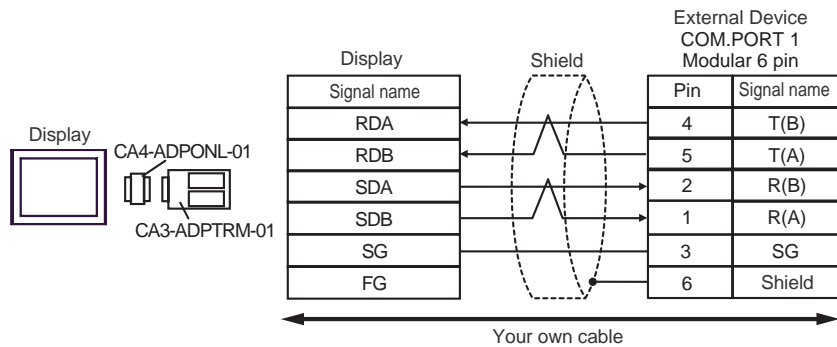 External Device
COM.PORT 1
Modular 6 pin
Display
Shield
Signal name
Pin
Signal name
RDA
4
T(B)
RDB
5
T(A)
SDA
2
R(B)
SDB
1
R(A)
SG
3
SG
FG
6
Shield
Display
CA4-ADPONL-01
CA3-ADPTRM-01
Your own cable